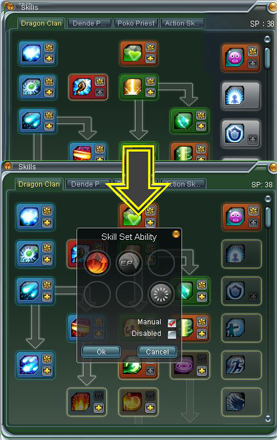 Skills
Dragon Clan Dende P... Poko Priest Action Sk... SP : 38
Skills
Dragon Clan Dende P... Action Sk... SP: 38
Skill Set Ability
EP
Manual
Disabled
Ok Cancel